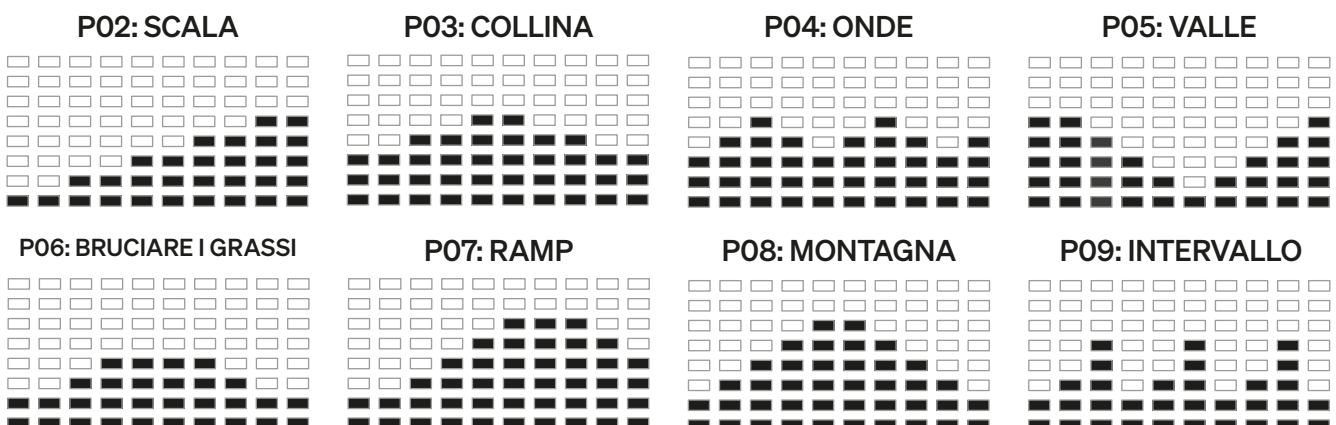 P02: SCALA
P03: COLLINA
P04: ONDE
P05: VALLE
P06: BRUCIARE I GRASSI
P07: RAMP
P08: MONTAGNA
P09: INTERVALLO